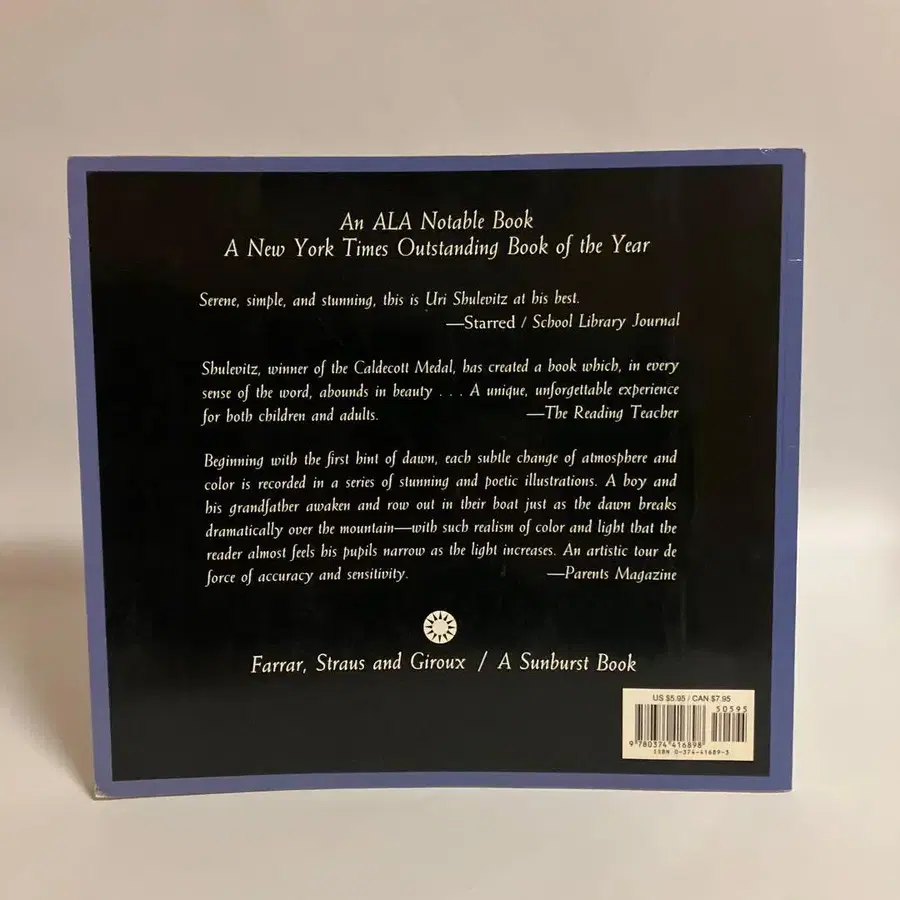 An ALA Notable Book
A New York Times Outstanding Book of the Year
Serene, simple, and stunning, this is Uri Shulevitz at his best.
—Starred / School Library Journal
Shulevitz, winner of the Caldecott Medal, has created a book which, in every
sense of the word, abounds in beauty . . . A unique, unforgettable experience
for both children and adults. —The Reading Teacher
Beginning with the first hint of dawn, each subtle change of atmosphere and
color is recorded in a series of stunning and poetic illustrations. A boy and
his grandfather awaken and row out in their boat just as the dawn breaks
dramatically over the mountain—with such realism of color and light that the
reader almost feels his pupils narrow as the light increases. An artistic tour de
force of accuracy and sensitivity. —Parents Magazine
Farrar, Straus and Giroux / A Sunburst Book
US $5.95 / CAN $7.95
50595
9 780374 416898
ISBN 0-374-41689-3